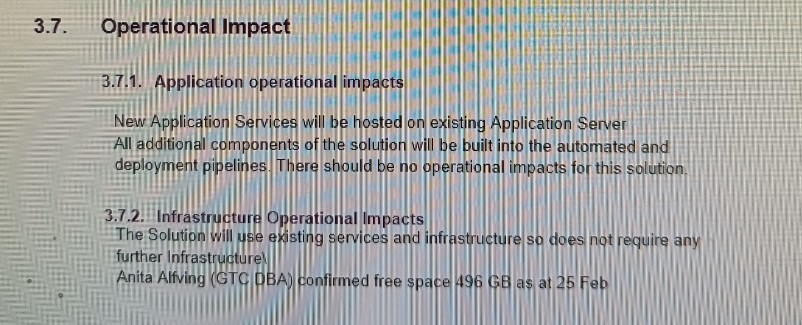 3.7. Operational Impact
3.7.1. Application operational impacts
New Application Services will be hosted on existing Application Server
All additional components of the solution will be built into the automated and
deployment pipelines. There should be no operational impacts for this solution.
3.7.2. Infrastructure Operational Impacts
The Solution will use existing services and infrastructure so does not require any
further Infrastructure\
Anita Alfving (GTC DBA) confirmed free space 496 GB as at 25 Feb